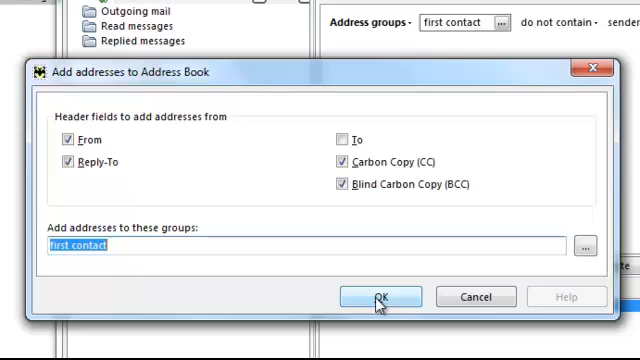 Outgoing mail
Read messages
Replied messages
Address groups first contact ... do not contain sender
Add addresses to Address Book
Header fields to add addresses from
From To
Reply-To Carbon Copy (CC)
Blind Carbon Copy (BCC)
Add addresses to these groups:
first contact ...
OK Cancel Help
te